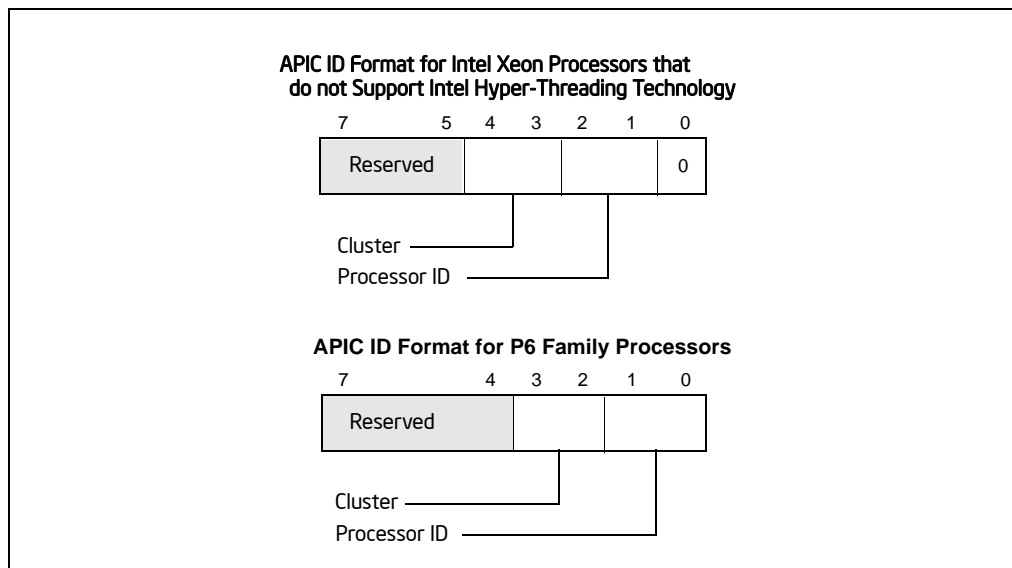 APIC ID Format for Intel Xeon Processors that
do not Support Intel Hyper-Threading Technology
7 5 4 3 2 1 0
Reserved 0
Cluster
Processor ID
APIC ID Format for P6 Family Processors
7 4 3 2 1 0
Reserved
Cluster
Processor ID